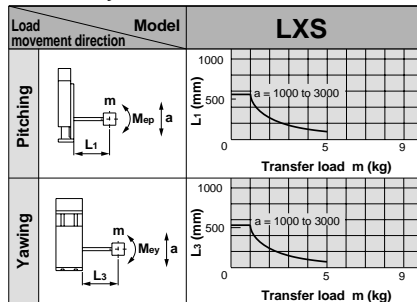 Load
movement direction
Model
LXS
Pitching
m
Mep
a
L1
L1 (mm)
1000
500
0
a = 1000 to 3000
5
9
Transfer load m (kg)
Yawing
m
Mey
a
L3
L3 (mm)
1000
500
0
a = 1000 to 3000
5
9
Transfer load m (kg)